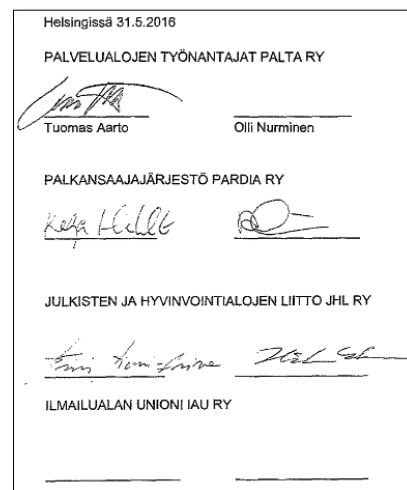 Helsingissä 31.5.2016
PALVELUALOJEN TYÖNANTAJAT PALTA RY
Tuomas Aarto Olli Nurminen
PALKANSAAJAJÄRJESTÖ PARDIA RY
JULKISTEN JA HYVINVOINTIALOJEN LIITTO JHL RY
ILMAILUALAN UNIONI IAU RY